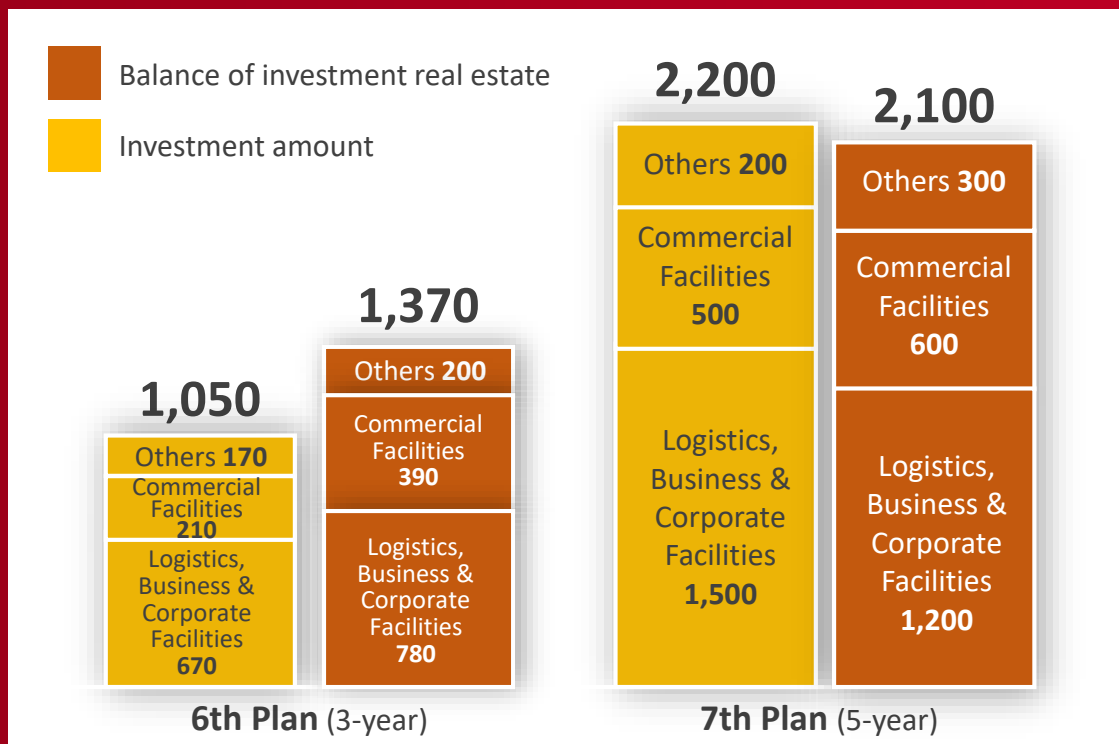 Balance of investment real estate
Investment amount
1,050
Others 170
Commercial
Facilities
210
Logistics,
Business &
Corporate
Facilities
670
1,370
Others 200
Commercial
Facilities
390
Logistics,
Business &
Corporate
Facilities
780
6th Plan (3-year)
2,200
Others 200
Commercial
Facilities
500
Logistics,
Business &
Corporate
Facilities
1,500
2,100
Others 300
Commercial
Facilities
600
Logistics,
Business &
Corporate
Facilities
1,200
7th Plan (5-year)